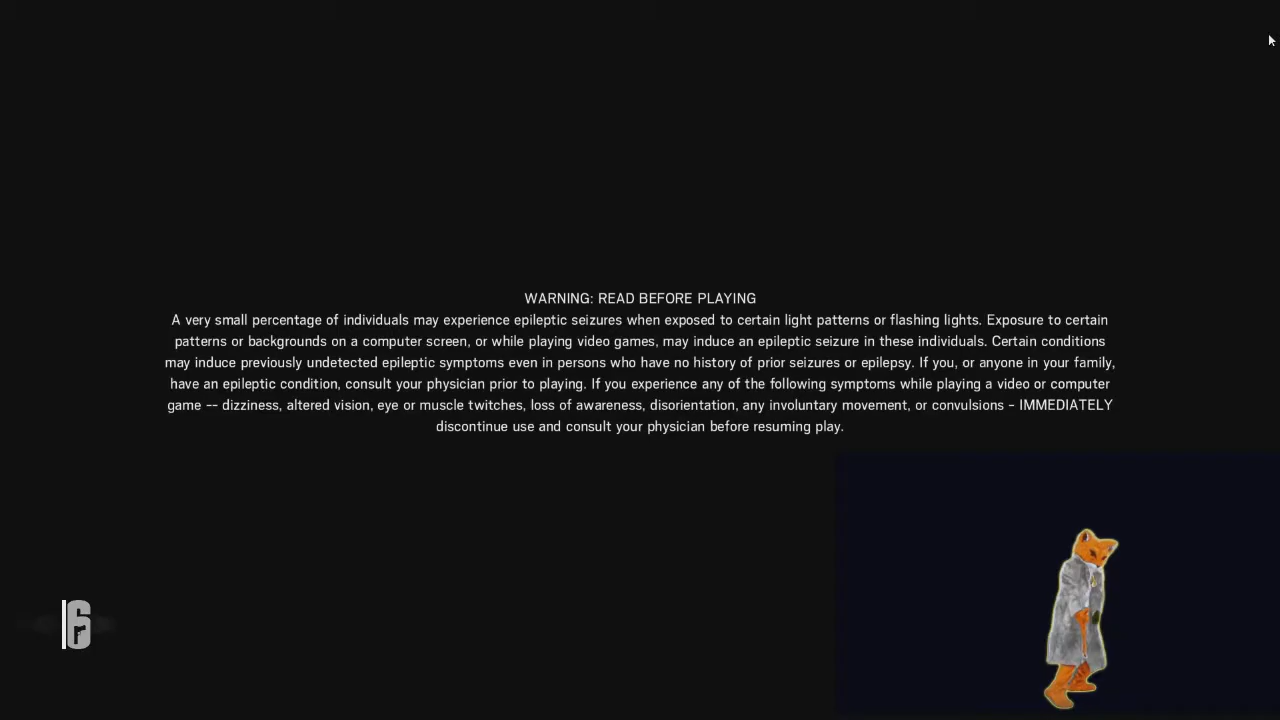 WARNING: READ BEFORE PLAYING
A very small percentage of individuals may experience epileptic seizures when exposed to certain light patterns or flashing lights. Exposure to certain
patterns or backgrounds on a computer screen, or while playing video games, may induce an epileptic seizure in these individuals. Certain conditions
may induce previously undetected epileptic symptoms even in persons who have no history of prior seizures or epilepsy. If you, or anyone in your family,
have an epileptic condition, consult your physician prior to playing. If you experience any of the following symptoms while playing a video or computer
game -- dizziness, altered vision, eye or muscle twitches, loss of awareness, disorientation, any involuntary movement, or convulsions - IMMEDIATELY
discontinue use and consult your physician before resuming play.
6